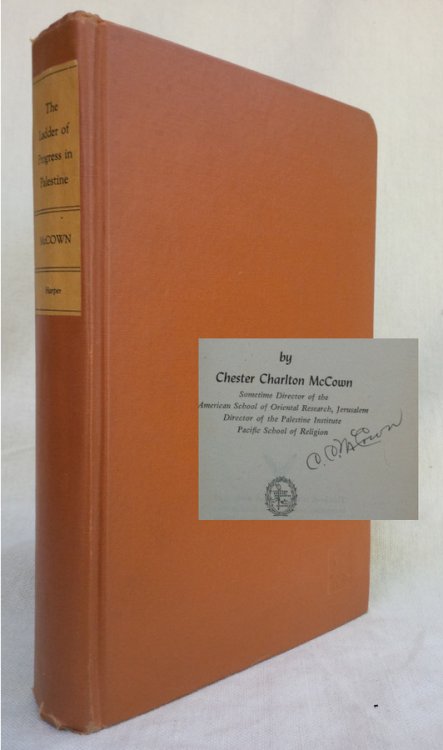 The
Ladder of
Progress in
Palestine
McCOWN
Harper
by
Chester Charlton McCown
Sometime Director of the
American School of Oriental Research, Jerusalem
Director of the Palestine Institute
Pacific School of Religion
C. C. McCown